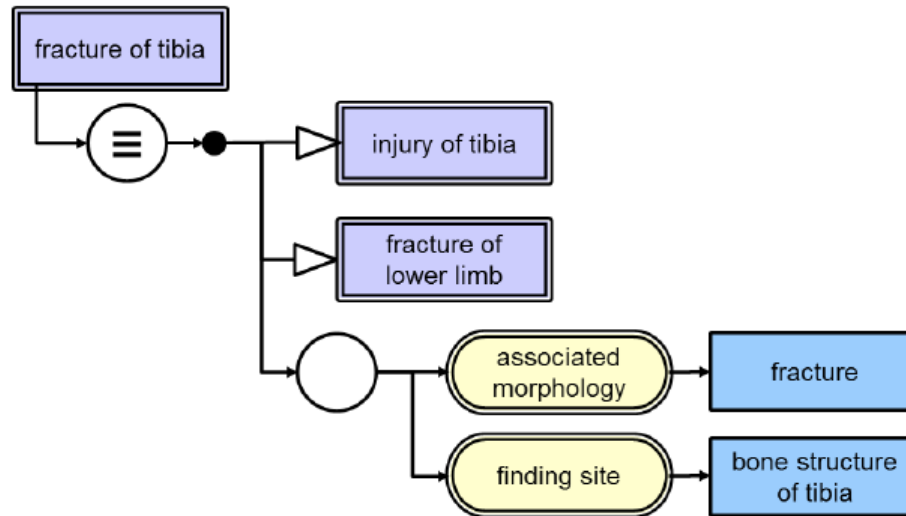 fracture of tibia
injury of tibia
fracture of
lower limb
associated
morphology
fracture
finding site
bone structure
of tibia